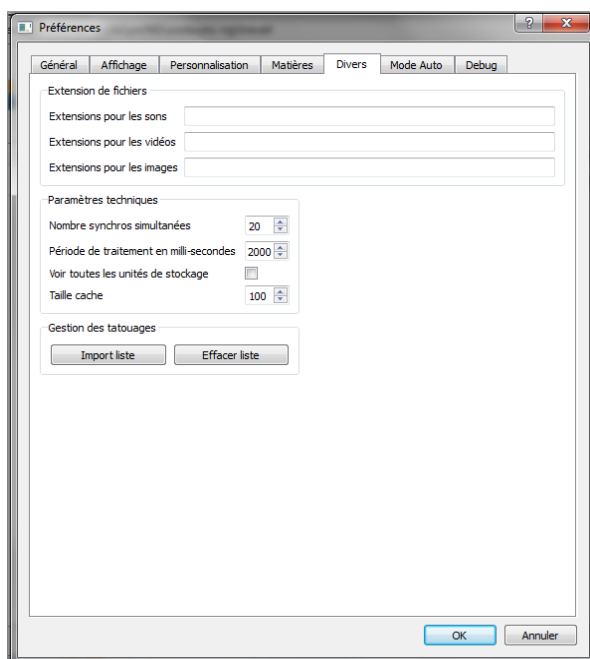 Préférences
Général Affichage Personnalisation Matières Divers Mode Auto Debug
Extension de fichiers
Extensions pour les sons
Extensions pour les vidéos
Extensions pour les images
Paramètres techniques
Nombre synchros simultanées 20
Période de traitement en milli-secondes 2000
Voir toutes les unités de stockage
Taille cache 100
Gestion des tatouages
Import liste Effacer liste
OK Annuler